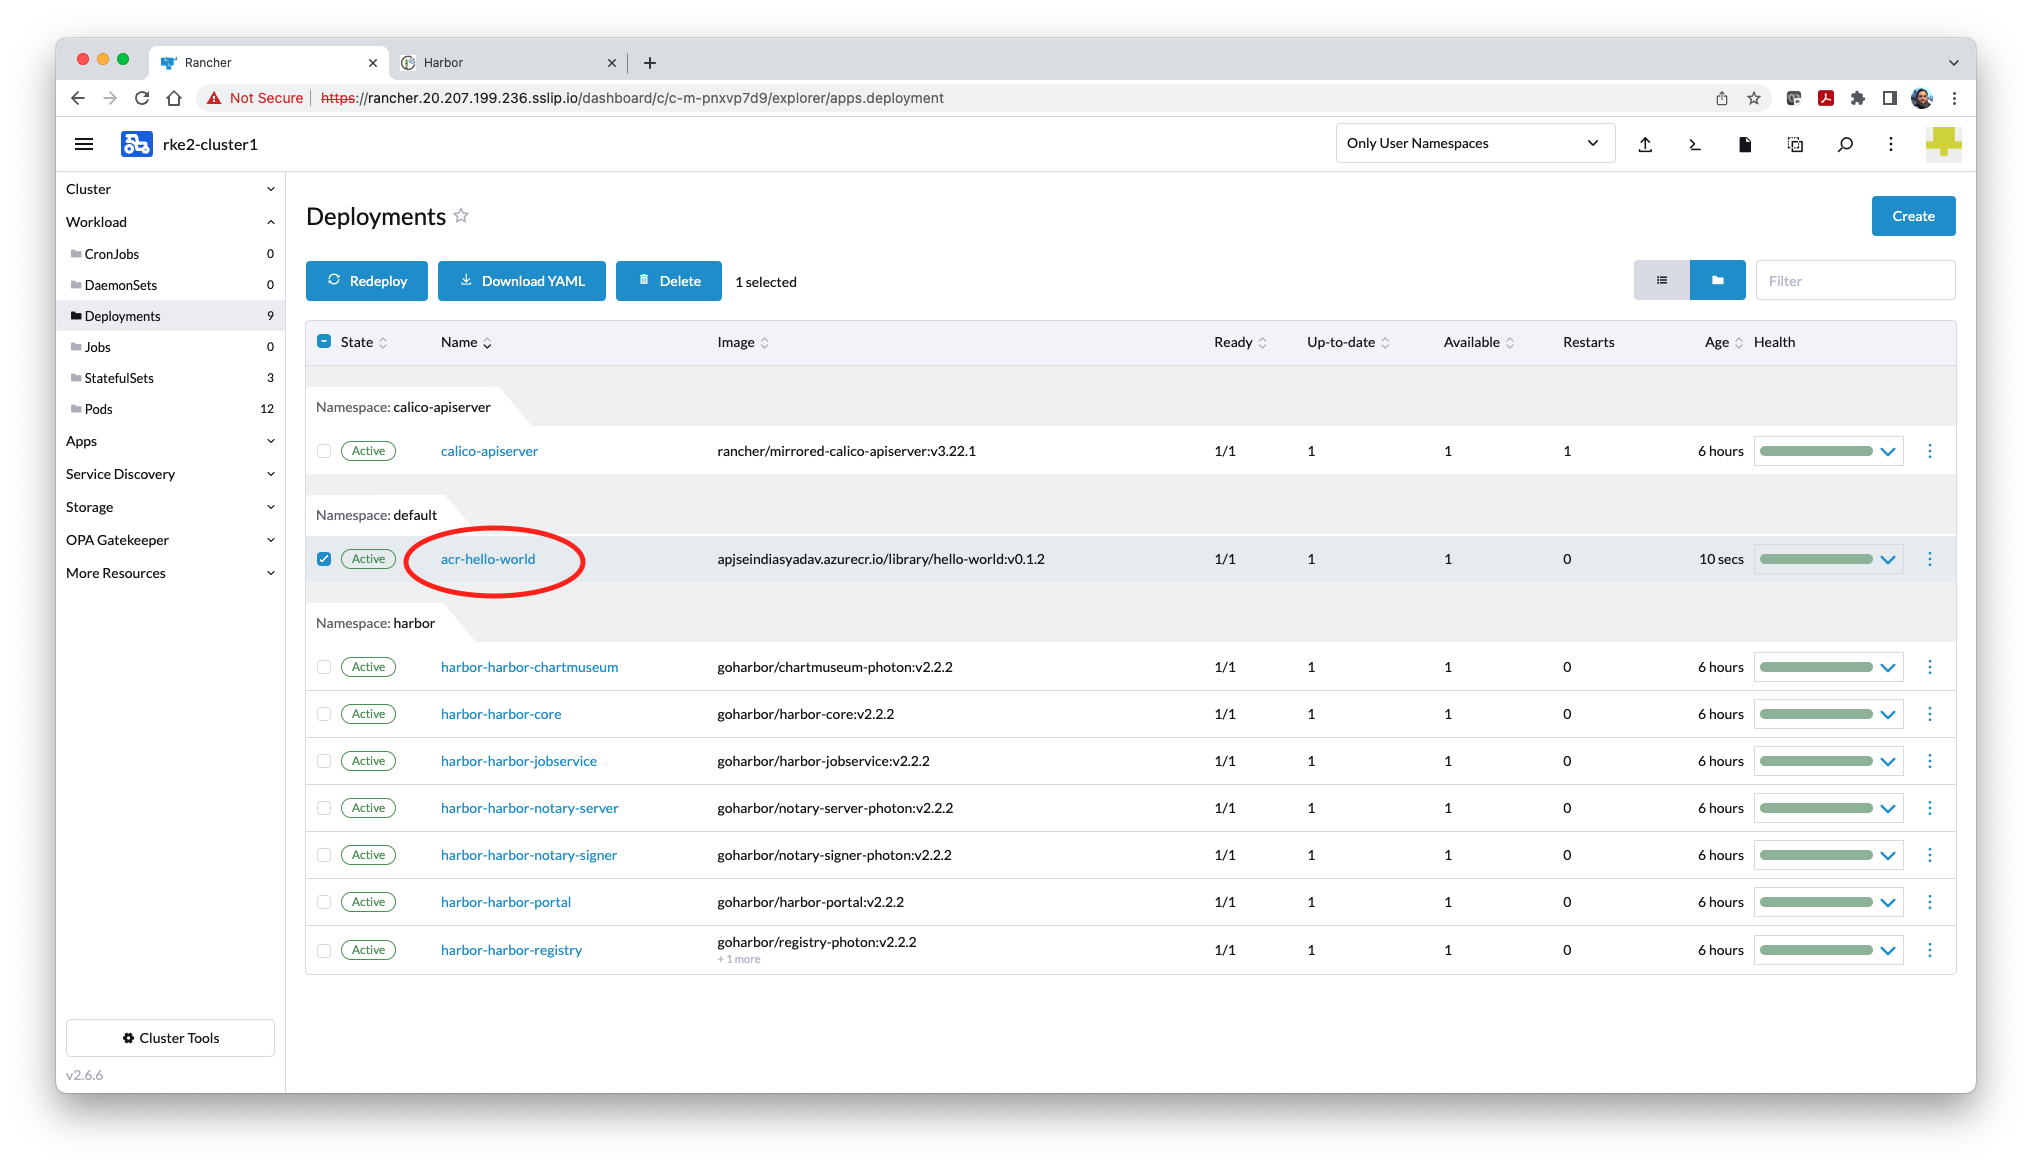 Rancher
Harbor
Not Secure
https://rancher.20.207.199.236.sslip.io/dashboard/c/c-m-pnxvp7d9/explorer/apps.deployment
rke2-cluster1
Only User Namespaces
Cluster
Workload
CronJobs 0
DaemonSets 0
Deployments 9
Jobs 0
StatefulSets 3
Pods 12
Apps
Service Discovery
Storage
OPA Gatekeeper
More Resources
Cluster Tools
v2.6.6
Deployments
Create
Redeploy Download YAML Delete 1 selected
Filter
State Name Image Ready Up-to-date Available Restarts Age Health
Namespace: calico-apiserver
Active calico-apiserver rancher/mirrored-calico-apiserver:v3.22.1 1/1 1 1 1 6 hours
Namespace: default
Active acr-hello-world apjseindiasyadav.azurecr.io/library/hello-world:v0.1.2 1/1 1 1 0 10 secs
Namespace: harbor
Active harbor-harbor-chartmuseum goharbor/chartmuseum-photon:v2.2.2 1/1 1 1 0 6 hours
Active harbor-harbor-core goharbor/harbor-core:v2.2.2 1/1 1 1 0 6 hours
Active harbor-harbor-jobservice goharbor/harbor-jobservice:v2.2.2 1/1 1 1 0 6 hours
Active harbor-harbor-notary-server goharbor/notary-server-photon:v2.2.2 1/1 1 1 0 6 hours
Active harbor-harbor-notary-signer goharbor/notary-signer-photon:v2.2.2 1/1 1 1 0 6 hours
Active harbor-harbor-portal goharbor/harbor-portal:v2.2.2 1/1 1 1 0 6 hours
Active harbor-harbor-registry goharbor/registry-photon:v2.2.2 1/1 1 1 0 6 hours
+ 1 more